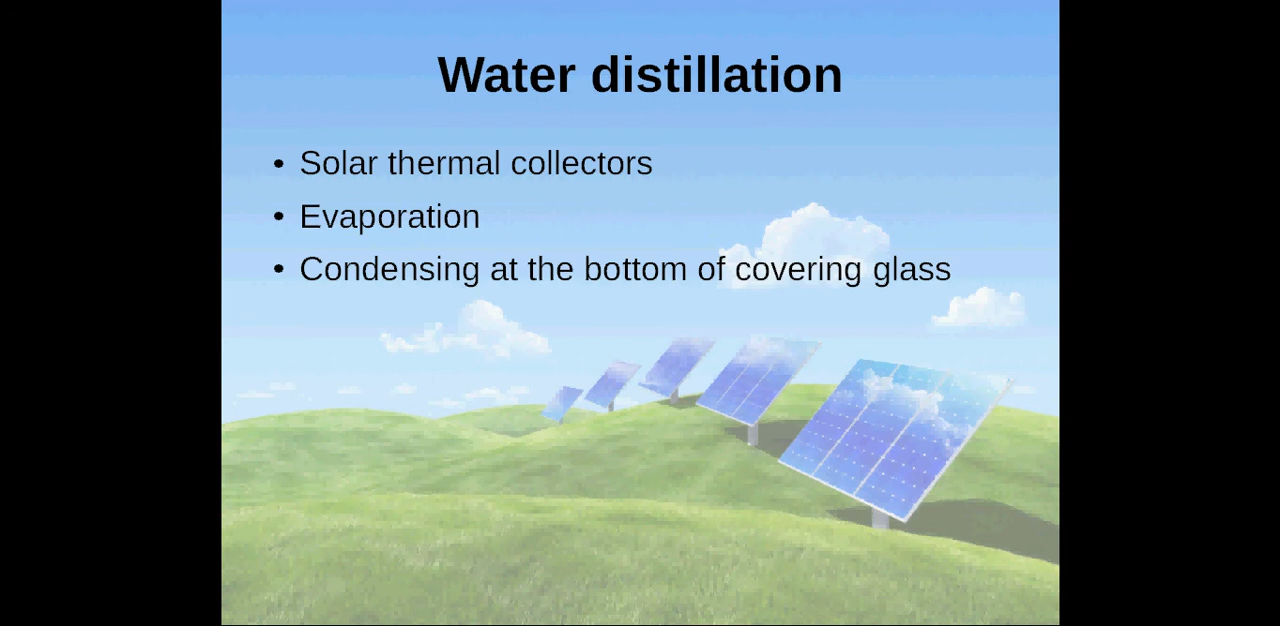 Water distillation
• Solar thermal collectors
• Evaporation
• Condensing at the bottom of covering glass